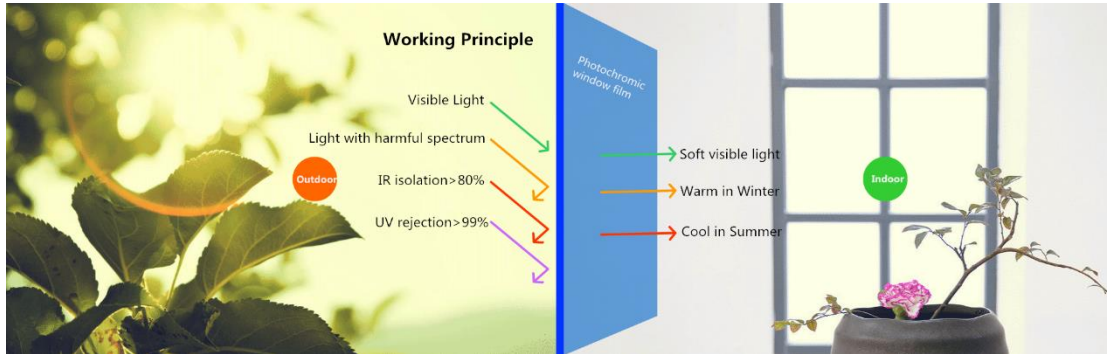 Working Principle
Photochromic
window film
Visible Light
Light with harmful spectrum
IR isolation>80%
UV rejection>99%
Outdoor
Soft visible light
Warm in Winter
Cool in Summer
Indoor